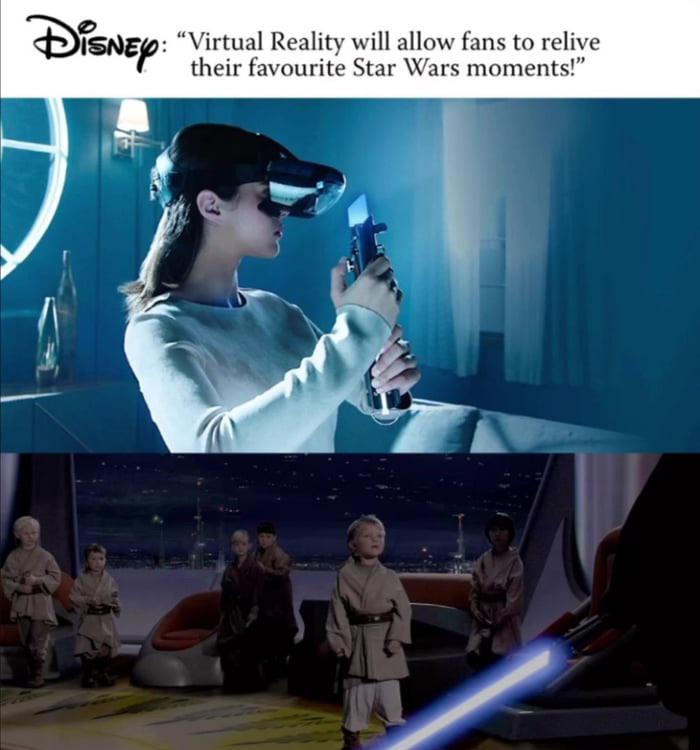 Disney: “Virtual Reality will allow fans to relive
their favourite Star Wars moments!”